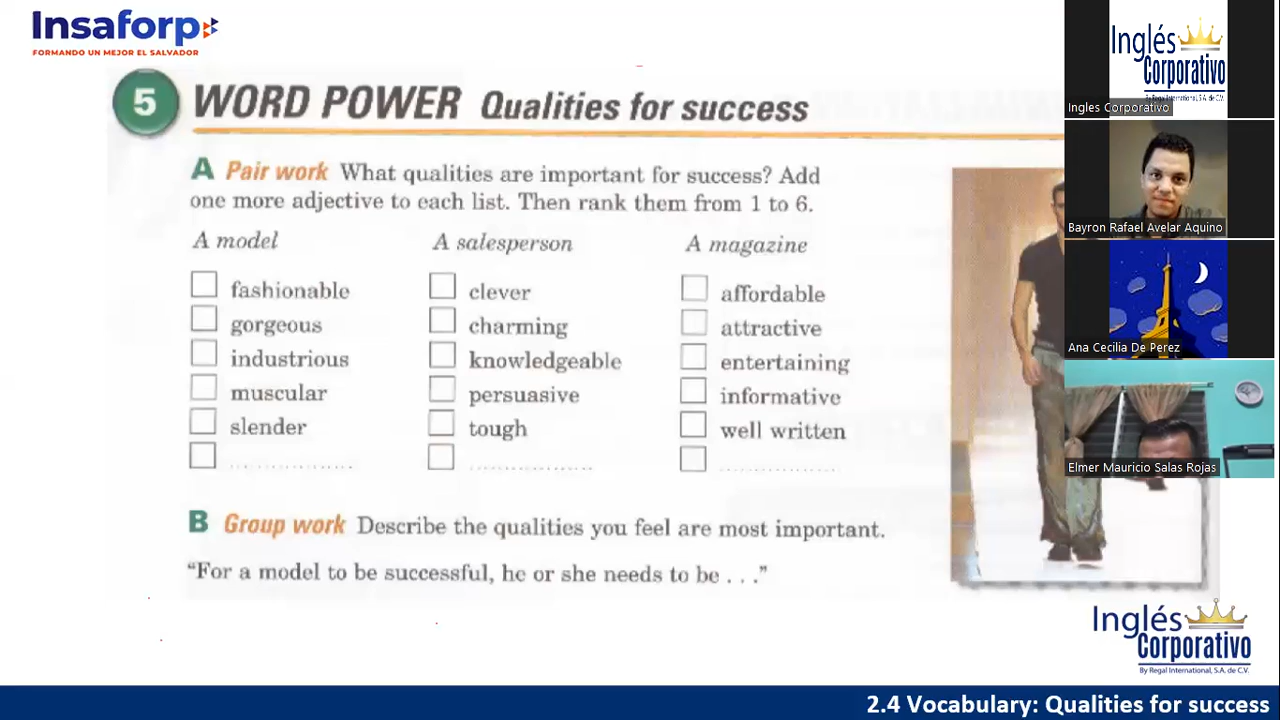 Insaforp
FORMANDO UN MEJOR EL SALVADOR
5 WORD POWER Qualities for success
A Pair work What qualities are important for success? Add
one more adjective to each list. Then rank them from 1 to 6.
A model
fashionable
gorgeous
industrious
muscular
slender
A salesperson
clever
charming
knowledgeable
persuasive
tough
A magazine
affordable
attractive
entertaining
informative
well written
B Group work Describe the qualities you feel are most important.
“For a model to be successful, he or she needs to be . . .”
Inglés
Corporativo
By Regal International, S.A. de C.V.
Ingles Corporativo
Bayron Rafael Avelar Aquino
Ana Cecilia De Perez
Elmer Mauricio Salas Rojas
Inglés
Corporativo
By Regal International, S.A. de C.V.
2.4 Vocabulary: Qualities for success